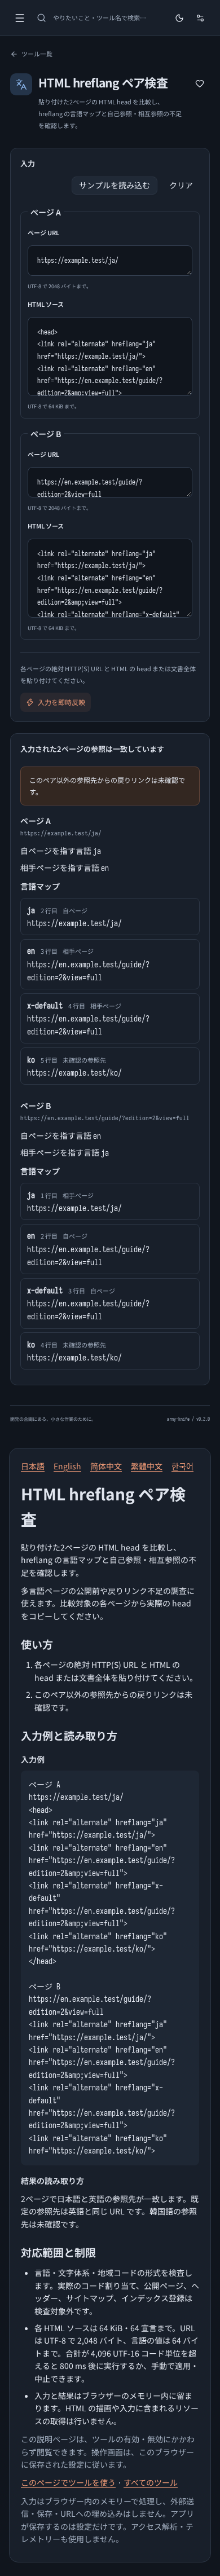 やりたいこと・ツール名で検索…
ツール一覧
HTML hreflang ペア検査
貼り付けた2ページの HTML head を比較し、
hreflang の言語マップと自己参照・相互参照の不足
を確認します。
入力
サンプルを読み込む
クリア
ページ A
ページ URL
https://example.test/ja/
UTF-8 で 2048 バイトまで。
HTML ソース
<head>
<link rel="alternate" hreflang="ja"
href="https://example.test/ja/">
<link rel="alternate" hreflang="en"
href="https://en.example.test/guide/?
edition=2&amp;view=full">
UTF-8 で 64 KiB まで。
ページ B
ページ URL
https://en.example.test/guide/?
edition=2&view=full
UTF-8 で 2048 バイトまで。
HTML ソース
<link rel="alternate" hreflang="ja"
href="https://example.test/ja/">
<link rel="alternate" hreflang="en"
href="https://en.example.test/guide/?
edition=2&amp;view=full">
<link rel="alternate" hreflang="x-default"
UTF-8 で 64 KiB まで。
各ページの絶対 HTTP(S) URL と HTML の head または文書全体
を貼り付けてください。
入力を即時反映
入力された2ページの参照は一致しています
このペア以外の参照先からの戻りリンクは未確認で
す。
ページ A
https://example.test/ja/
自ページを指す言語 ja
相手ページを指す言語 en
言語マップ
ja 2 行目 自ページ
https://example.test/ja/
en 3 行目 相手ページ
https://en.example.test/guide/?
edition=2&view=full
x-default 4 行目 相手ページ
https://en.example.test/guide/?
edition=2&view=full
ko 5 行目 未確認の参照先
https://example.test/ko/
ページ B
https://en.example.test/guide/?edition=2&view=full
自ページを指す言語 en
相手ページを指す言語 ja
言語マップ
ja 1 行目 相手ページ
https://example.test/ja/
en 2 行目 自ページ
https://en.example.test/guide/?
edition=2&view=full
x-default 3 行目 自ページ
https://en.example.test/guide/?
edition=2&view=full
ko 4 行目 未確認の参照先
https://example.test/ko/
開発の合間にある、小さな作業のために。
日本語 English 简体中文 繁體中文 한국어
HTML hreflang ペア検
査
貼り付けた2ページの HTML head を比較し、
hreflang の言語マップと自己参照・相互参照の不
足を確認します。
多言語ページの公開前や戻りリンク不足の調査に
使えます。比較対象の各ページから実際の head
をコピーしてください。
使い方
1. 各ページの絶対 HTTP(S) URL と HTML の
head または文書全体を貼り付けてください。
2. このペア以外の参照先からの戻りリンクは未
確認です。
入力例と読み取り方
入力例
ページ A
https://example.test/ja/
<head>
<link rel="alternate" hreflang="ja"
href="https://example.test/ja/">
<link rel="alternate" hreflang="en"
href="https://en.example.test/guide/?
edition=2&amp;view=full">
<link rel="alternate" hreflang="x-
default"
href="https://en.example.test/guide/?
edition=2&amp;view=full">
<link rel="alternate" hreflang="ko"
href="https://example.test/ko/">
</head>
ページ B
https://en.example.test/guide/?
edition=2&view=full
<link rel="alternate" hreflang="ja"
href="https://example.test/ja/">
<link rel="alternate" hreflang="en"
href="https://en.example.test/guide/?
edition=2&amp;view=full">
<link rel="alternate" hreflang="x-
default"
href="https://en.example.test/guide/?
edition=2&amp;view=full">
<link rel="alternate" hreflang="ko"
href="https://example.test/ko/">
結果の読み取り方
2ページで日本語と英語の参照先が一致します。既
定の参照先は英語と同じ URL です。韓国語の参照
先は未確認です。
対応範囲と制限
• 言語・文字体系・地域コードの形式を検査しま
す。実際のコード割り当て、公開ページ、ヘ
ッダー、サイトマップ、インデックス登録は
検査対象外です。
• 各 HTML ソースは 64 KiB・64 宣言まで。URL
は UTF-8 で 2,048 バイト、言語の値は 64 バイ
トまで。合計が 4,096 UTF-16 コード単位を超
えると 800 ms 後に実行するか、手動で適用・
中止できます。
• 入力と結果はブラウザーのメモリー内に留ま
ります。HTML の描画や入力に含まれるリソー
スの取得は行いません。
この説明ページは、ツールの有効・無効にかかわ
らず閲覧できます。操作画面は、このブラウザー
に保存された設定に従います。
このページでツールを使う・すべてのツール
入力はブラウザー内のメモリーで処理し、外部送
信・保存・URL への埋め込みはしません。アプリ
が保存するのは設定だけです。アクセス解析・テ
レメトリーも使用しません。